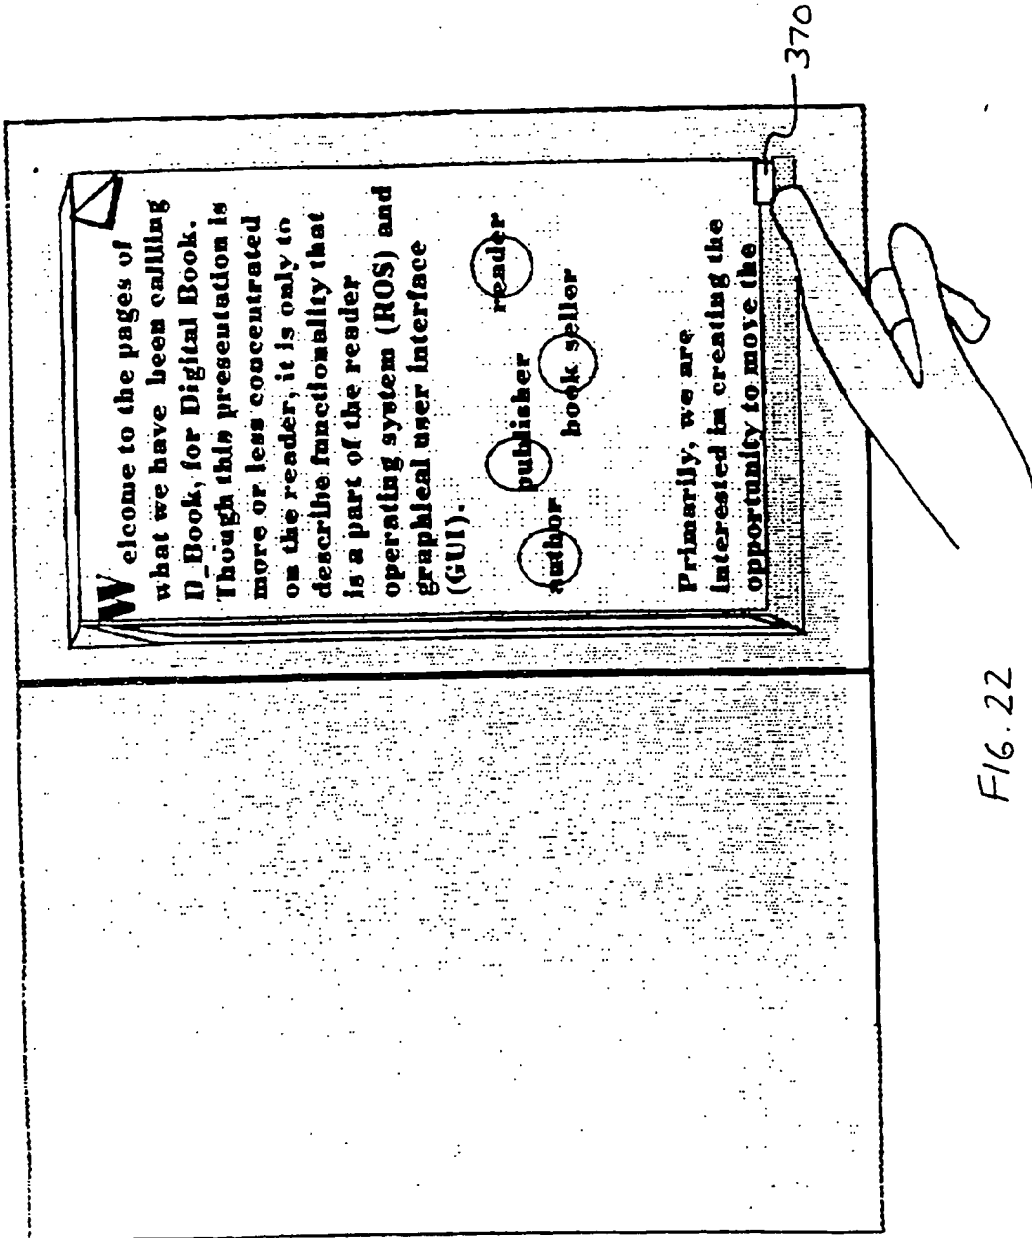 Welcome to the pages of
what we have been callling
D_Book, for Digital Book.
Though this presentation is
more or less concentrated
on the reader, it is only to
describe functionality that
is a part of the reader
operating system (ROS) and
graphical user interface
(GUI).
author
publisher
book seller
reader
Primarily, we are
interested in creating the
opportunity to move the
370
FIG. 22